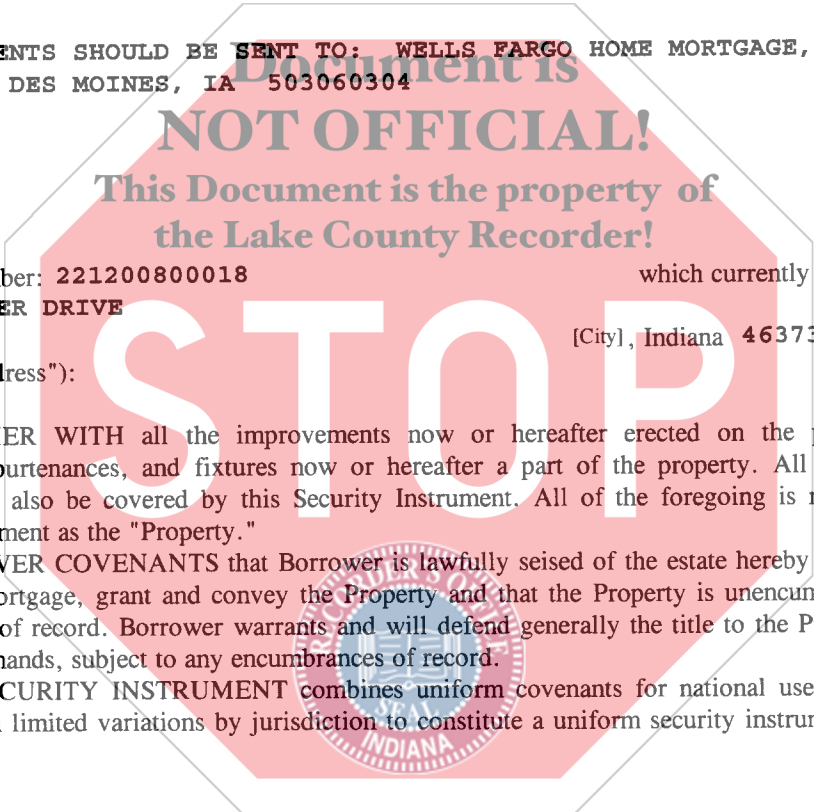 ENTS SHOULD BE SENT TO: WELLS FARGO HOME MORTGAGE,
DES MOINES, IA 503060304
Document is
NOT OFFICIAL!
This Document is the property of
the Lake County Recorder!
ber: 221200800018 which currently
ER DRIVE
[City], Indiana 46373
dress"):
STOP
ER WITH all the improvements now or hereafter erected on the p
purtenances, and fixtures now or hereafter a part of the property. All
also be covered by this Security Instrument. All of the foregoing is r
ment as the "Property."
VER COVENANTS that Borrower is lawfully seised of the estate hereby
ortgage, grant and convey the Property and that the Property is unencun
of record. Borrower warrants and will defend generally the title to the P
nands, subject to any encumbrances of record.
CURITY INSTRUMENT combines uniform covenants for national use
limited variations by jurisdiction to constitute a uniform security instrur
RECORDER'S OFFICE
SEAL
INDIANA